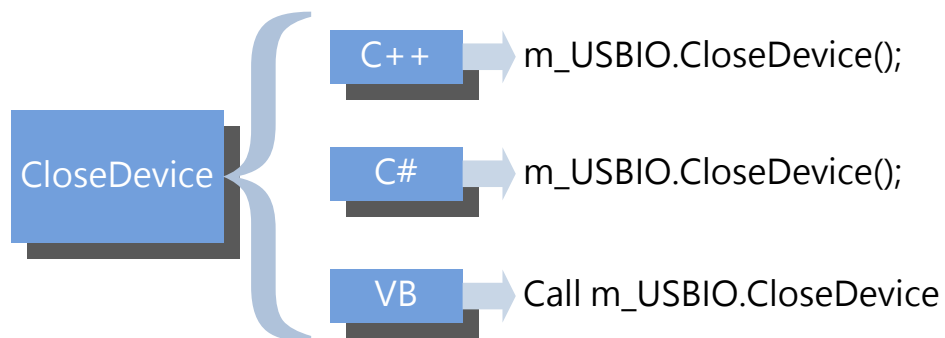 CloseDevice
C++
m_USBIO.CloseDevice();
C#
m_USBIO.CloseDevice();
VB
Call m_USBIO.CloseDevice